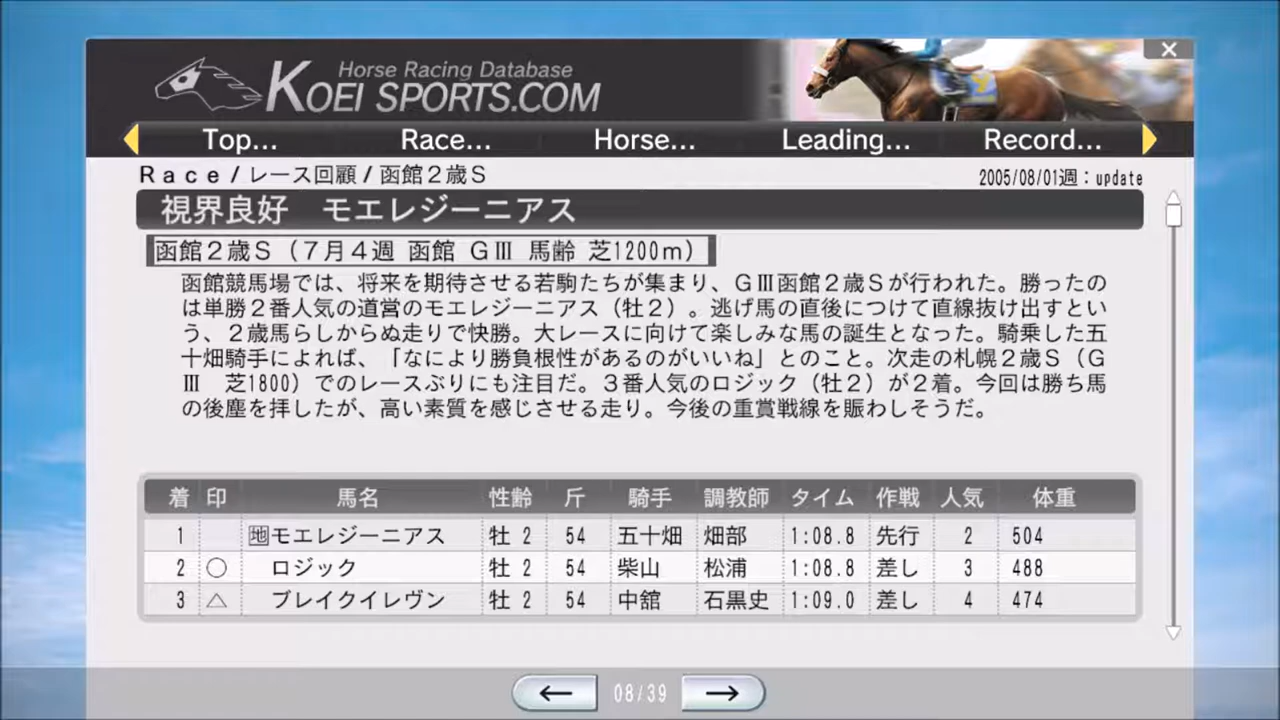 Horse Racing Database
KOEI SPORTS.COM
Top... Race... Horse... Leading... Record...
Race/レース回顧/函館２歳Ｓ 2005/08/01週：update
視界良好　モエレジーニアス
函館２歳Ｓ（７月４週 函館 ＧⅢ 馬齢 芝1200ｍ）
函館競馬場では、将来を期待させる若駒たちが集まり、ＧⅢ函館２歳Ｓが行われた。勝ったの
は単勝２番人気の道営のモエレジーニアス（牡２）。逃げ馬の直後につけて直線抜け出すとい
う、２歳馬らしからぬ走りで快勝。大レースに向けて楽しみな馬の誕生となった。騎乗した五
十畑騎手によれば、「なにより勝負根性があるのがいいね」とのこと。次走の札幌２歳Ｓ（Ｇ
Ⅲ　芝1800）でのレースぶりにも注目だ。３番人気のロジック（牡２）が２着。今回は勝ち馬
の後塵を拝したが、高い素質を感じさせる走り。今後の重賞戦線を賑わしそうだ。
着 印 馬名 性齢 斤 騎手 調教師 タイム 作戦 人気 体重
1 地 モエレジーニアス 牡 2 54 五十畑 畑部 1:08.8 先行 2 504
2 ○ ロジック 牡 2 54 柴山 松浦 1:08.8 差し 3 488
3 △ ブレイクイレヴン 牡 2 54 中舘 石黒史 1:09.0 差し 4 474
← 08/39 →